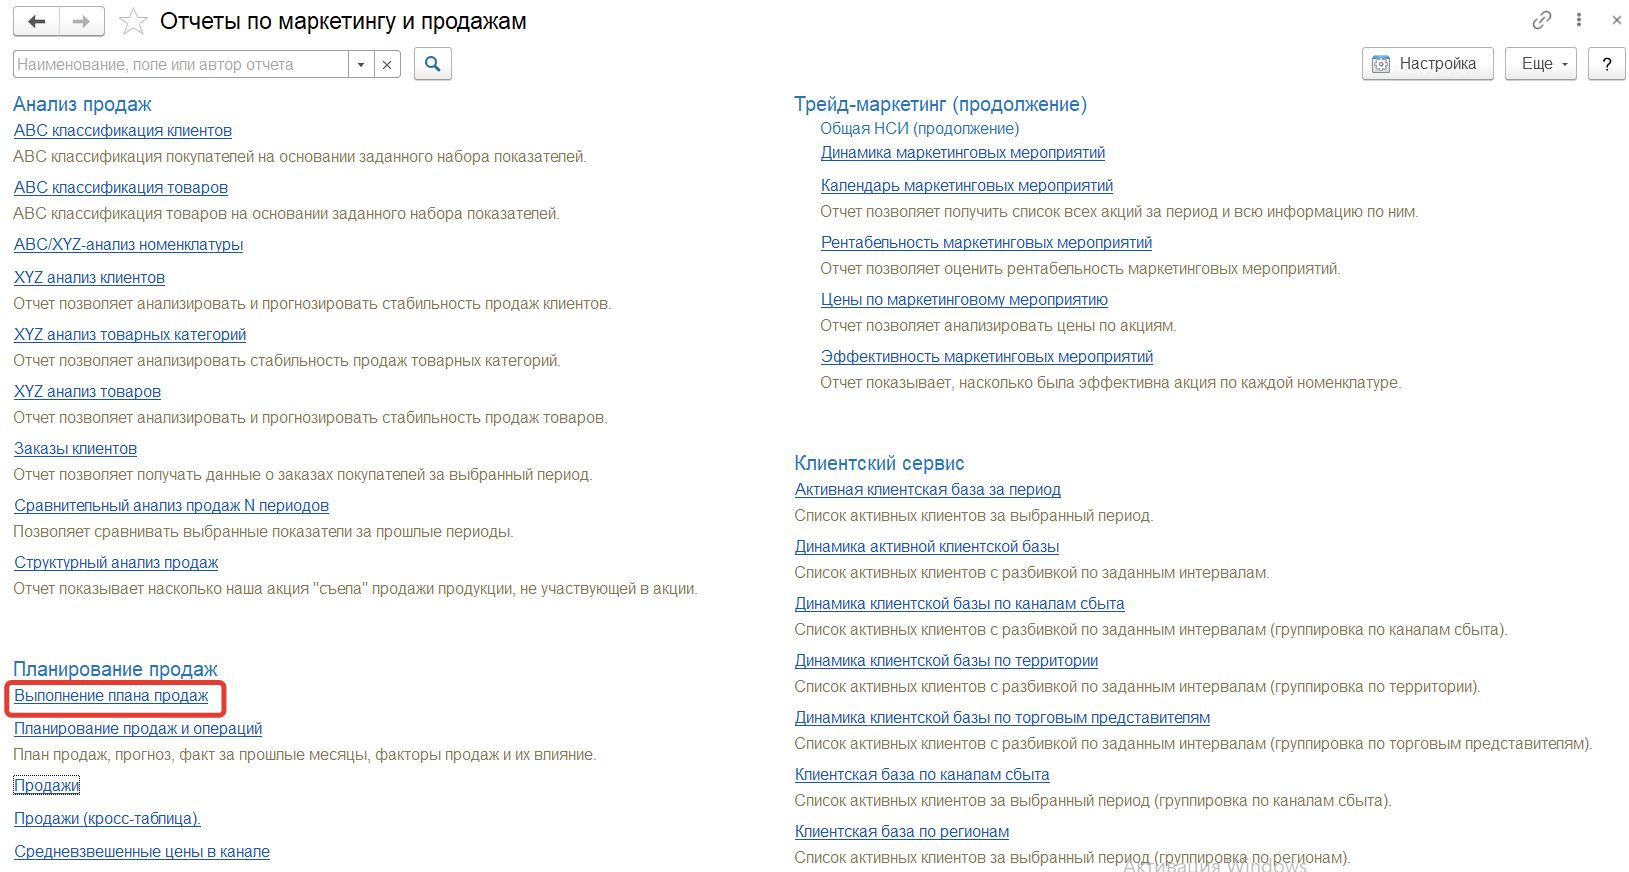 Отчеты по маркетингу и продажам
Наименование, поле или автор отчета
Настройка
Еще
?
Анализ продаж
ABC классификация клиентов
ABC классификация покупателей на основании заданного набора показателей.
ABC классификация товаров
ABC классификация товаров на основании заданного набора показателей.
ABC/XYZ-анализ номенклатуры
XYZ анализ клиентов
Отчет позволяет анализировать и прогнозировать стабильность продаж клиентов.
XYZ анализ товарных категорий
Отчет позволяет анализировать стабильность продаж товарных категорий.
XYZ анализ товаров
Отчет позволяет анализировать и прогнозировать стабильность продаж товаров.
Заказы клиентов
Отчет позволяет получать данные о заказах покупателей за выбранный период.
Сравнительный анализ продаж N периодов
Позволяет сравнивать выбранные показатели за прошлые периоды.
Структурный анализ продаж
Отчет показывает насколько наша акция "съела" продажи продукции, не участвующей в акции.
Планирование продаж
Выполнение плана продаж
Планирование продаж и операций
План продаж, прогноз, факт за прошлые месяцы, факторы продаж и их влияние.
Продажи
Продажи (кросс-таблица).
Средневзвешенные цены в канале
Трейд-маркетинг (продолжение)
Общая НСИ (продолжение)
Динамика маркетинговых мероприятий
Календарь маркетинговых мероприятий
Отчет позволяет получить список всех акций за период и всю информацию по ним.
Рентабельность маркетинговых мероприятий
Отчет позволяет оценить рентабельность маркетинговых мероприятий.
Цены по маркетинговому мероприятию
Отчет позволяет анализировать цены по акциям.
Эффективность маркетинговых мероприятий
Отчет показывает, насколько была эффективна акция по каждой номенклатуре.
Клиентский сервис
Активная клиентская база за период
Список активных клиентов за выбранный период.
Динамика активной клиентской базы
Список активных клиентов с разбивкой по заданным интервалам.
Динамика клиентской базы по каналам сбыта
Список активных клиентов с разбивкой по заданным интервалам (группировка по каналам сбыта).
Динамика клиентской базы по территории
Список активных клиентов с разбивкой по заданным интервалам (группировка по территории).
Динамика клиентской базы по торговым представителям
Список активных клиентов с разбивкой по заданным интервалам (группировка по торговым представителям).
Клиентская база по каналам сбыта
Список активных клиентов за выбранный период (группировка по каналам сбыта).
Клиентская база по регионам
Список активных клиентов за выбранный период (группировка по регионам).
Активация Windows